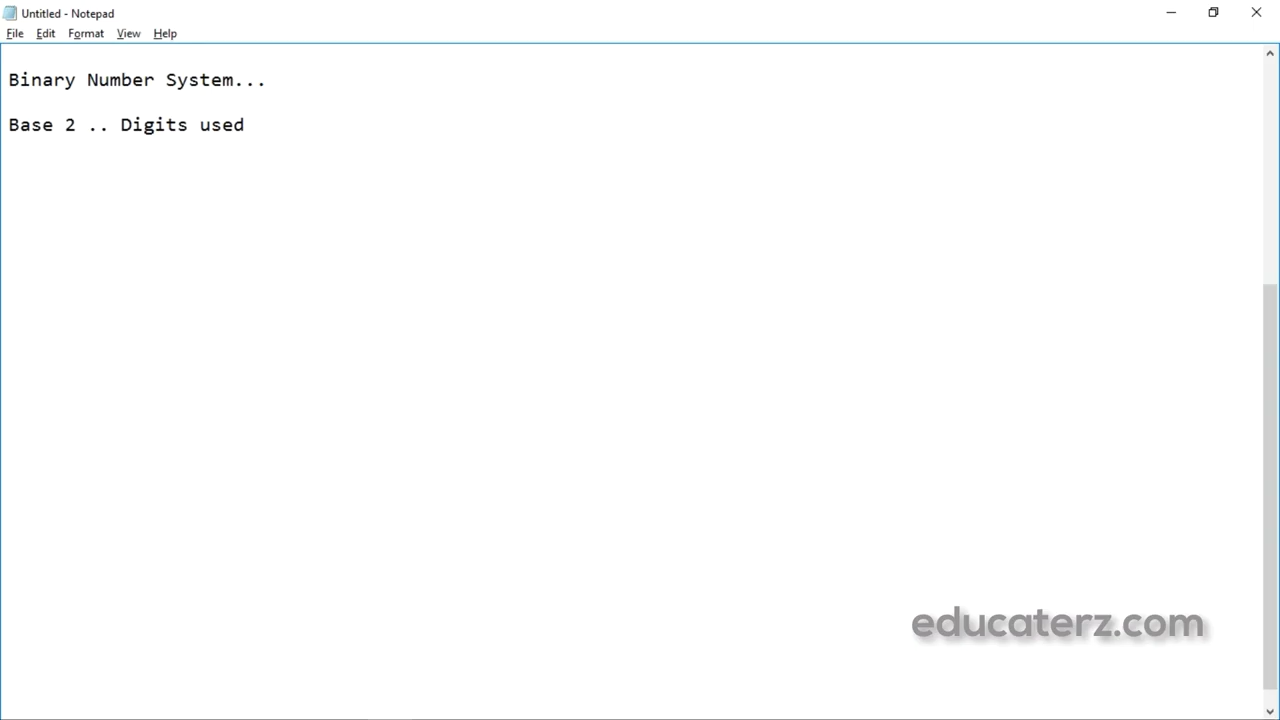 Untitled - Notepad
File Edit Format View Help
Binary Number System...
Base 2 .. Digits used
educaterz.com